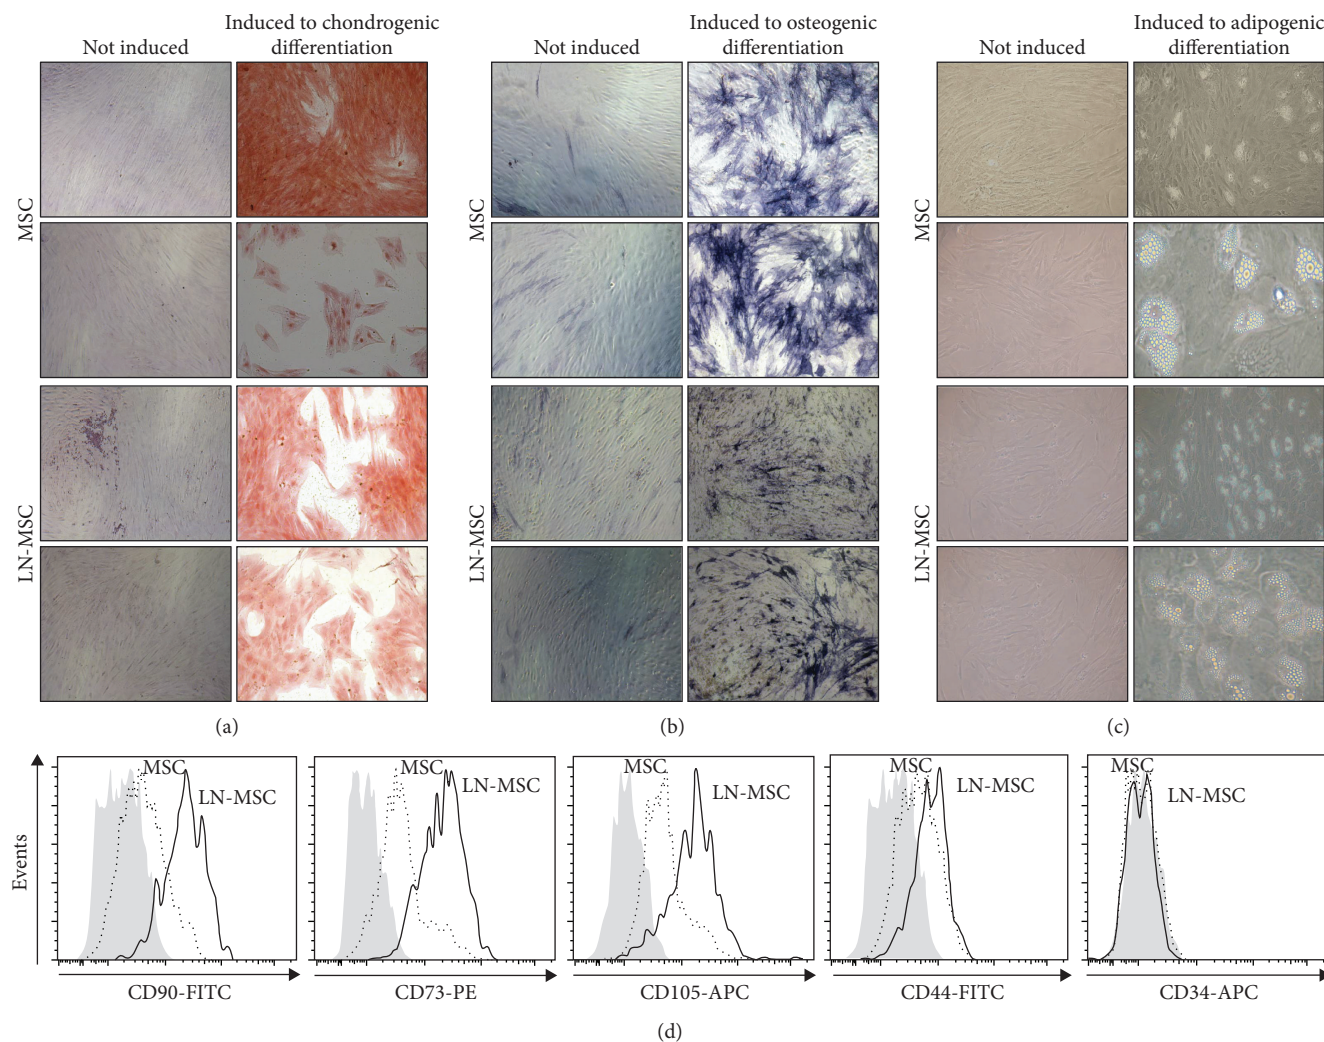 Not induced
Induced to chondrogenic
differentiation
Not induced
Induced to osteogenic
differentiation
Not induced
Induced to adipogenic
differentiation
MSC
LN-MSC
MSC
LN-MSC
MSC
LN-MSC
(a)
(b)
(c)
Events
MSC
LN-MSC
CD90-FITC
MSC
LN-MSC
CD73-PE
MSC
LN-MSC
CD105-APC
MSC
LN-MSC
CD44-FITC
MSC
LN-MSC
CD34-APC
(d)